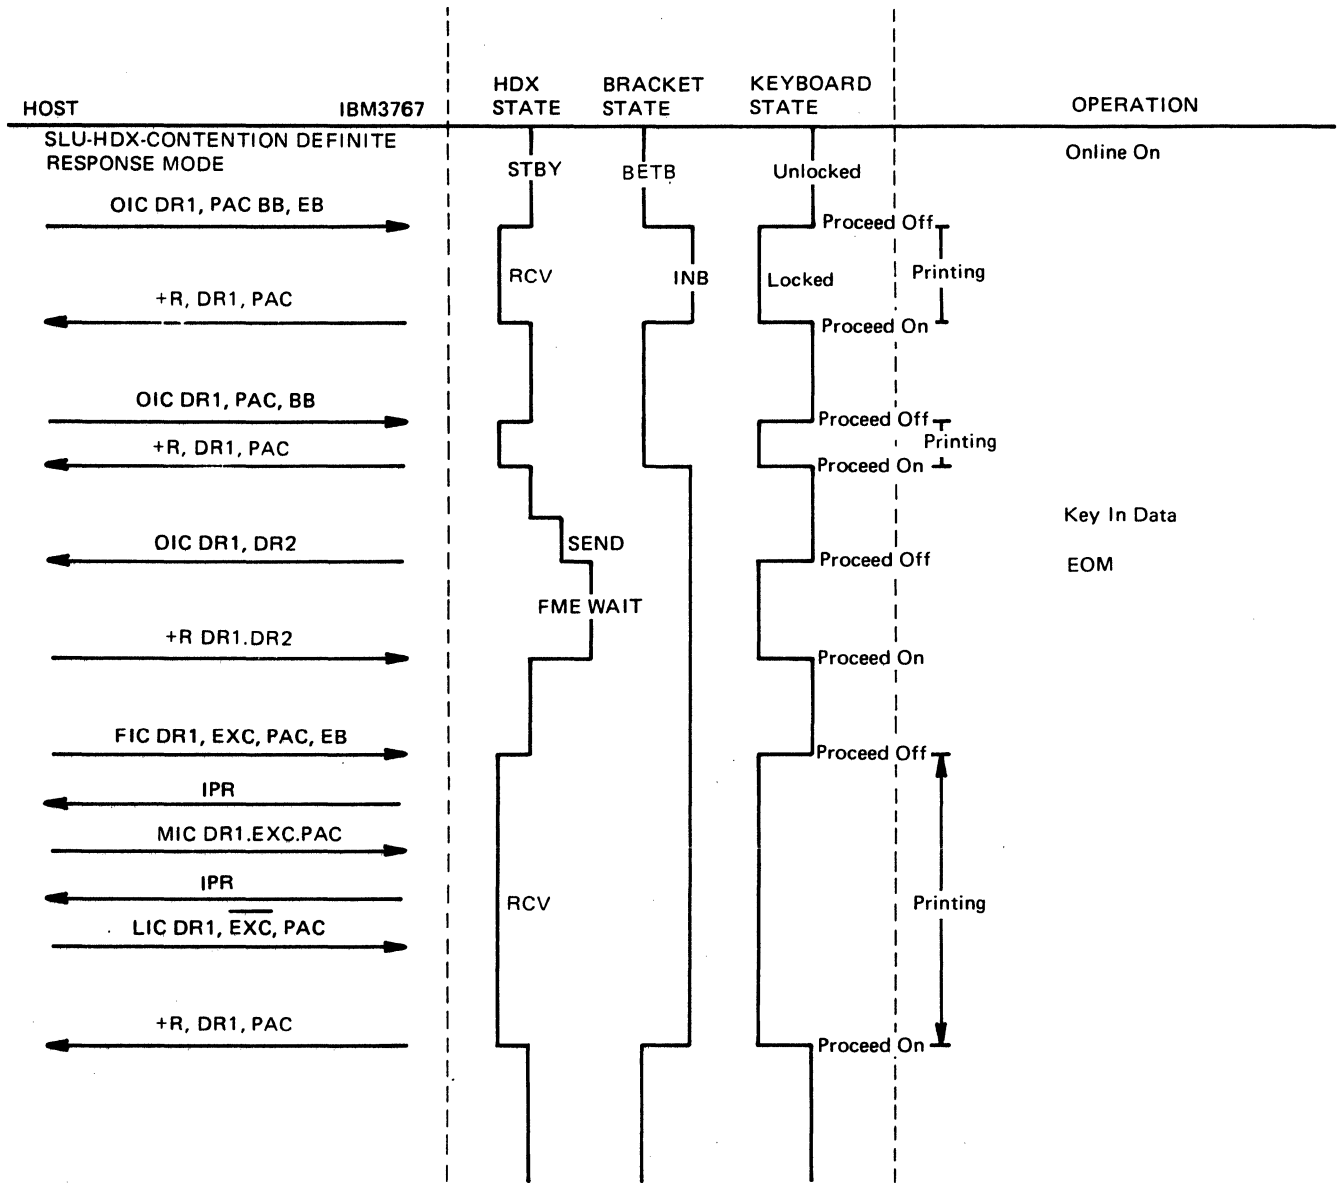 HOST IBM3767 HDX STATE BRACKET STATE KEYBOARD STATE OPERATION
SLU-HDX-CONTENTION DEFINITE
RESPONSE MODE
STBY BETB Unlocked Online On
OIC DR1, PAC BB, EB
Proceed Off
RCV INB Locked Printing
+R, DR1, PAC
Proceed On
OIC DR1, PAC, BB
Proceed Off
Printing
+R, DR1, PAC
Proceed On
Key In Data
OIC DR1, DR2
SEND
Proceed Off
EOM
FME WAIT
+R DR1.DR2
Proceed On
FIC DR1, EXC, PAC, EB
Proceed Off
IPR
MIC DR1.EXC.PAC
IPR
RCV Printing
LIC DR1, E̅X̅C̅, PAC
+R, DR1, PAC
Proceed On